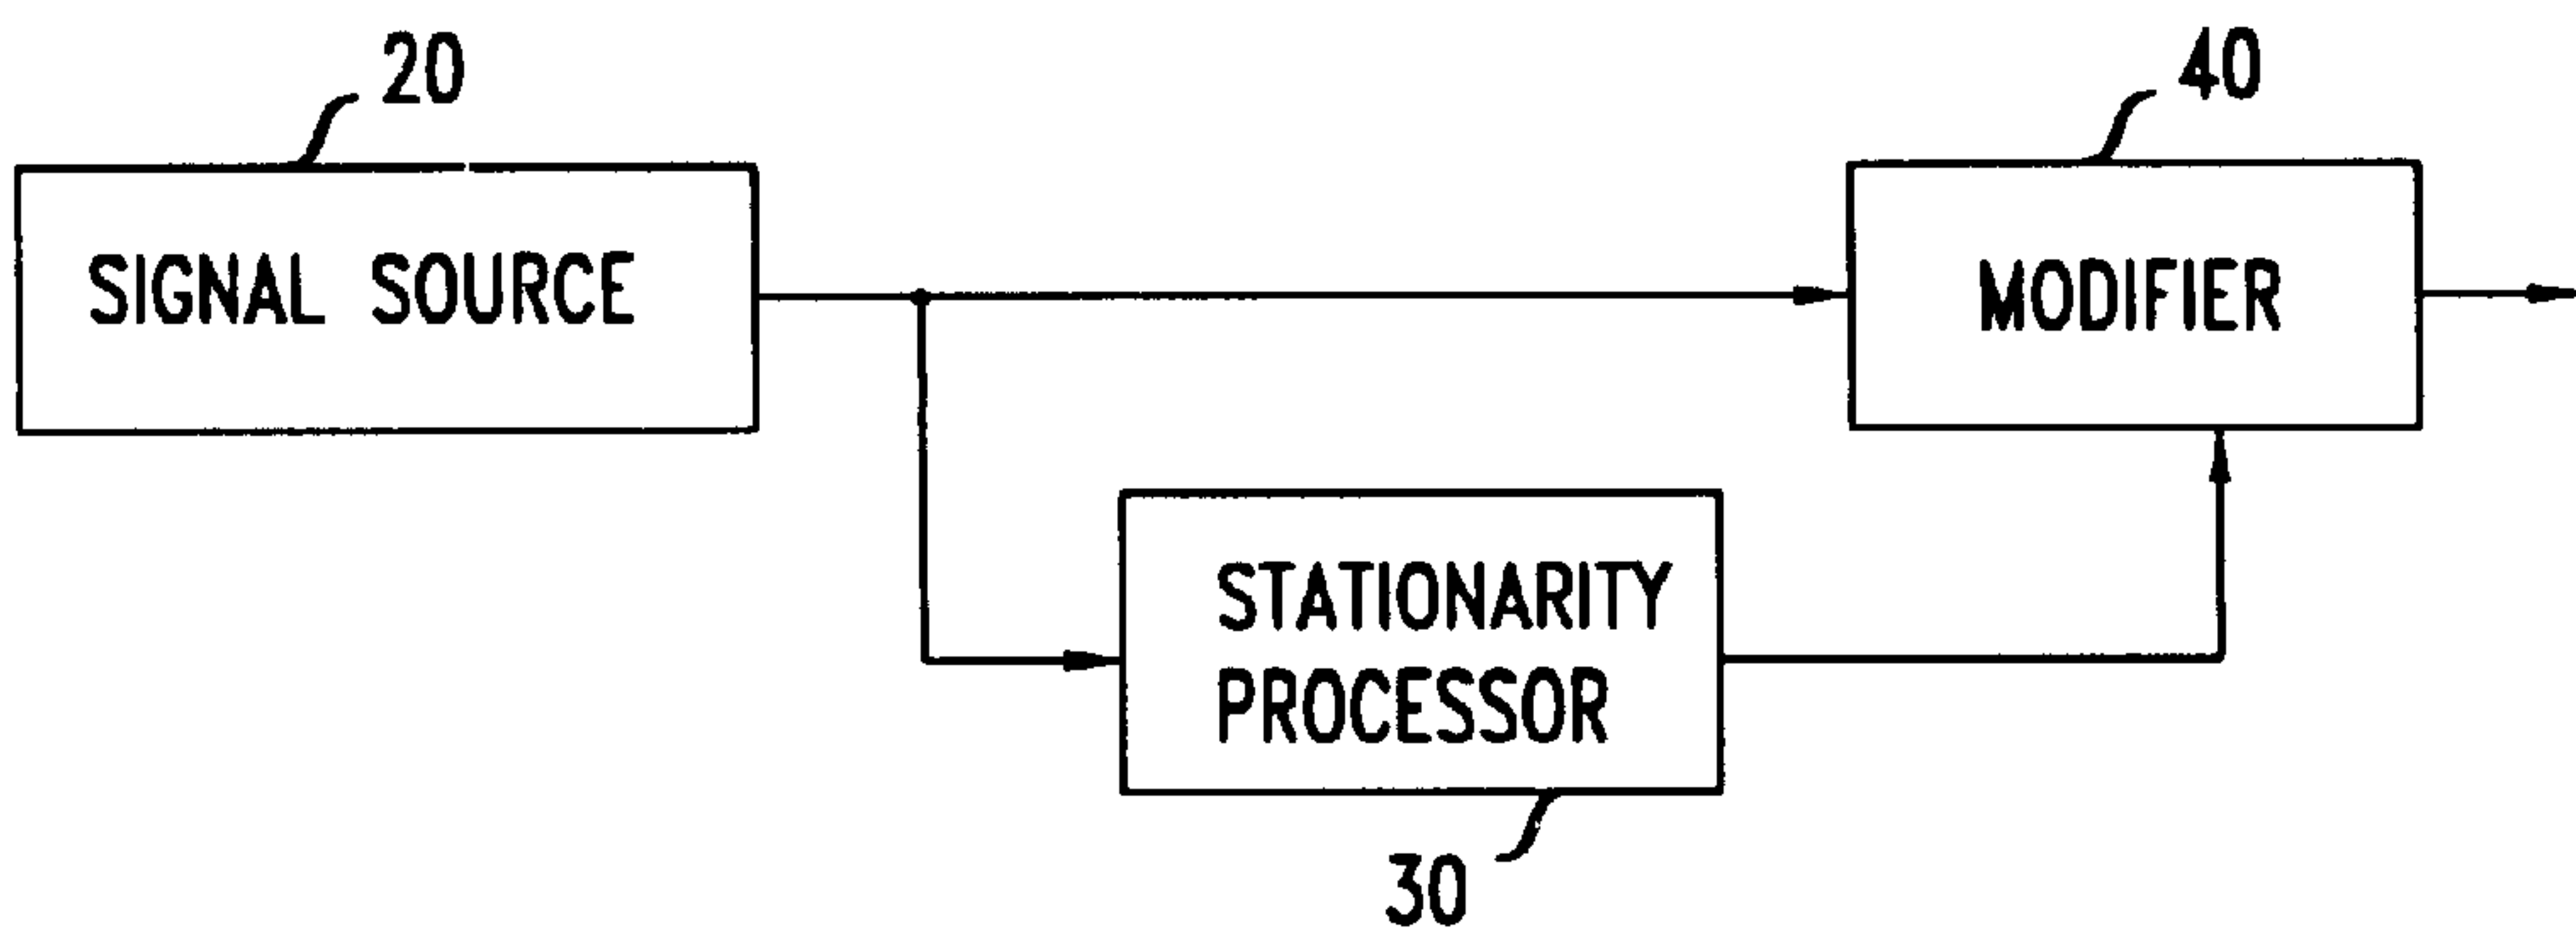 20
40
SIGNAL SOURCE
MODIFIER
STATIONARITY
PROCESSOR
30